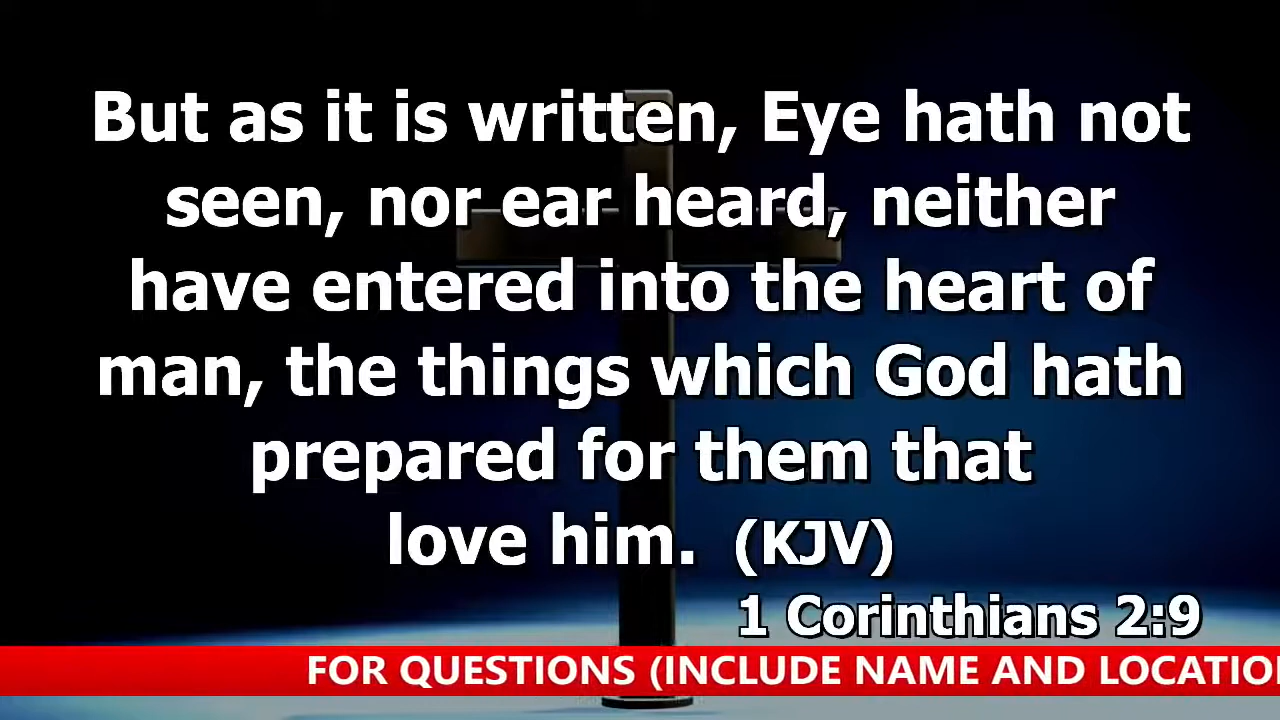 But as it is written, Eye hath not
seen, nor ear heard, neither
have entered into the heart of
man, the things which God hath
prepared for them that
love him. (KJV)
1 Corinthians 2:9
FOR QUESTIONS (INCLUDE NAME AND